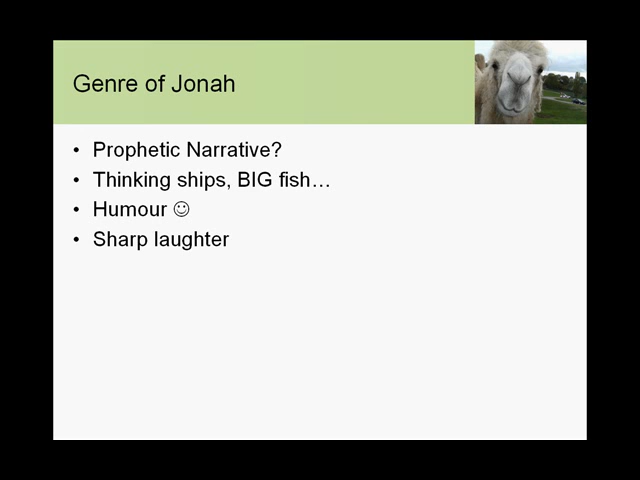 Genre of Jonah
• Prophetic Narrative?
• Thinking ships, BIG fish…
• Humour ☺
• Sharp laughter